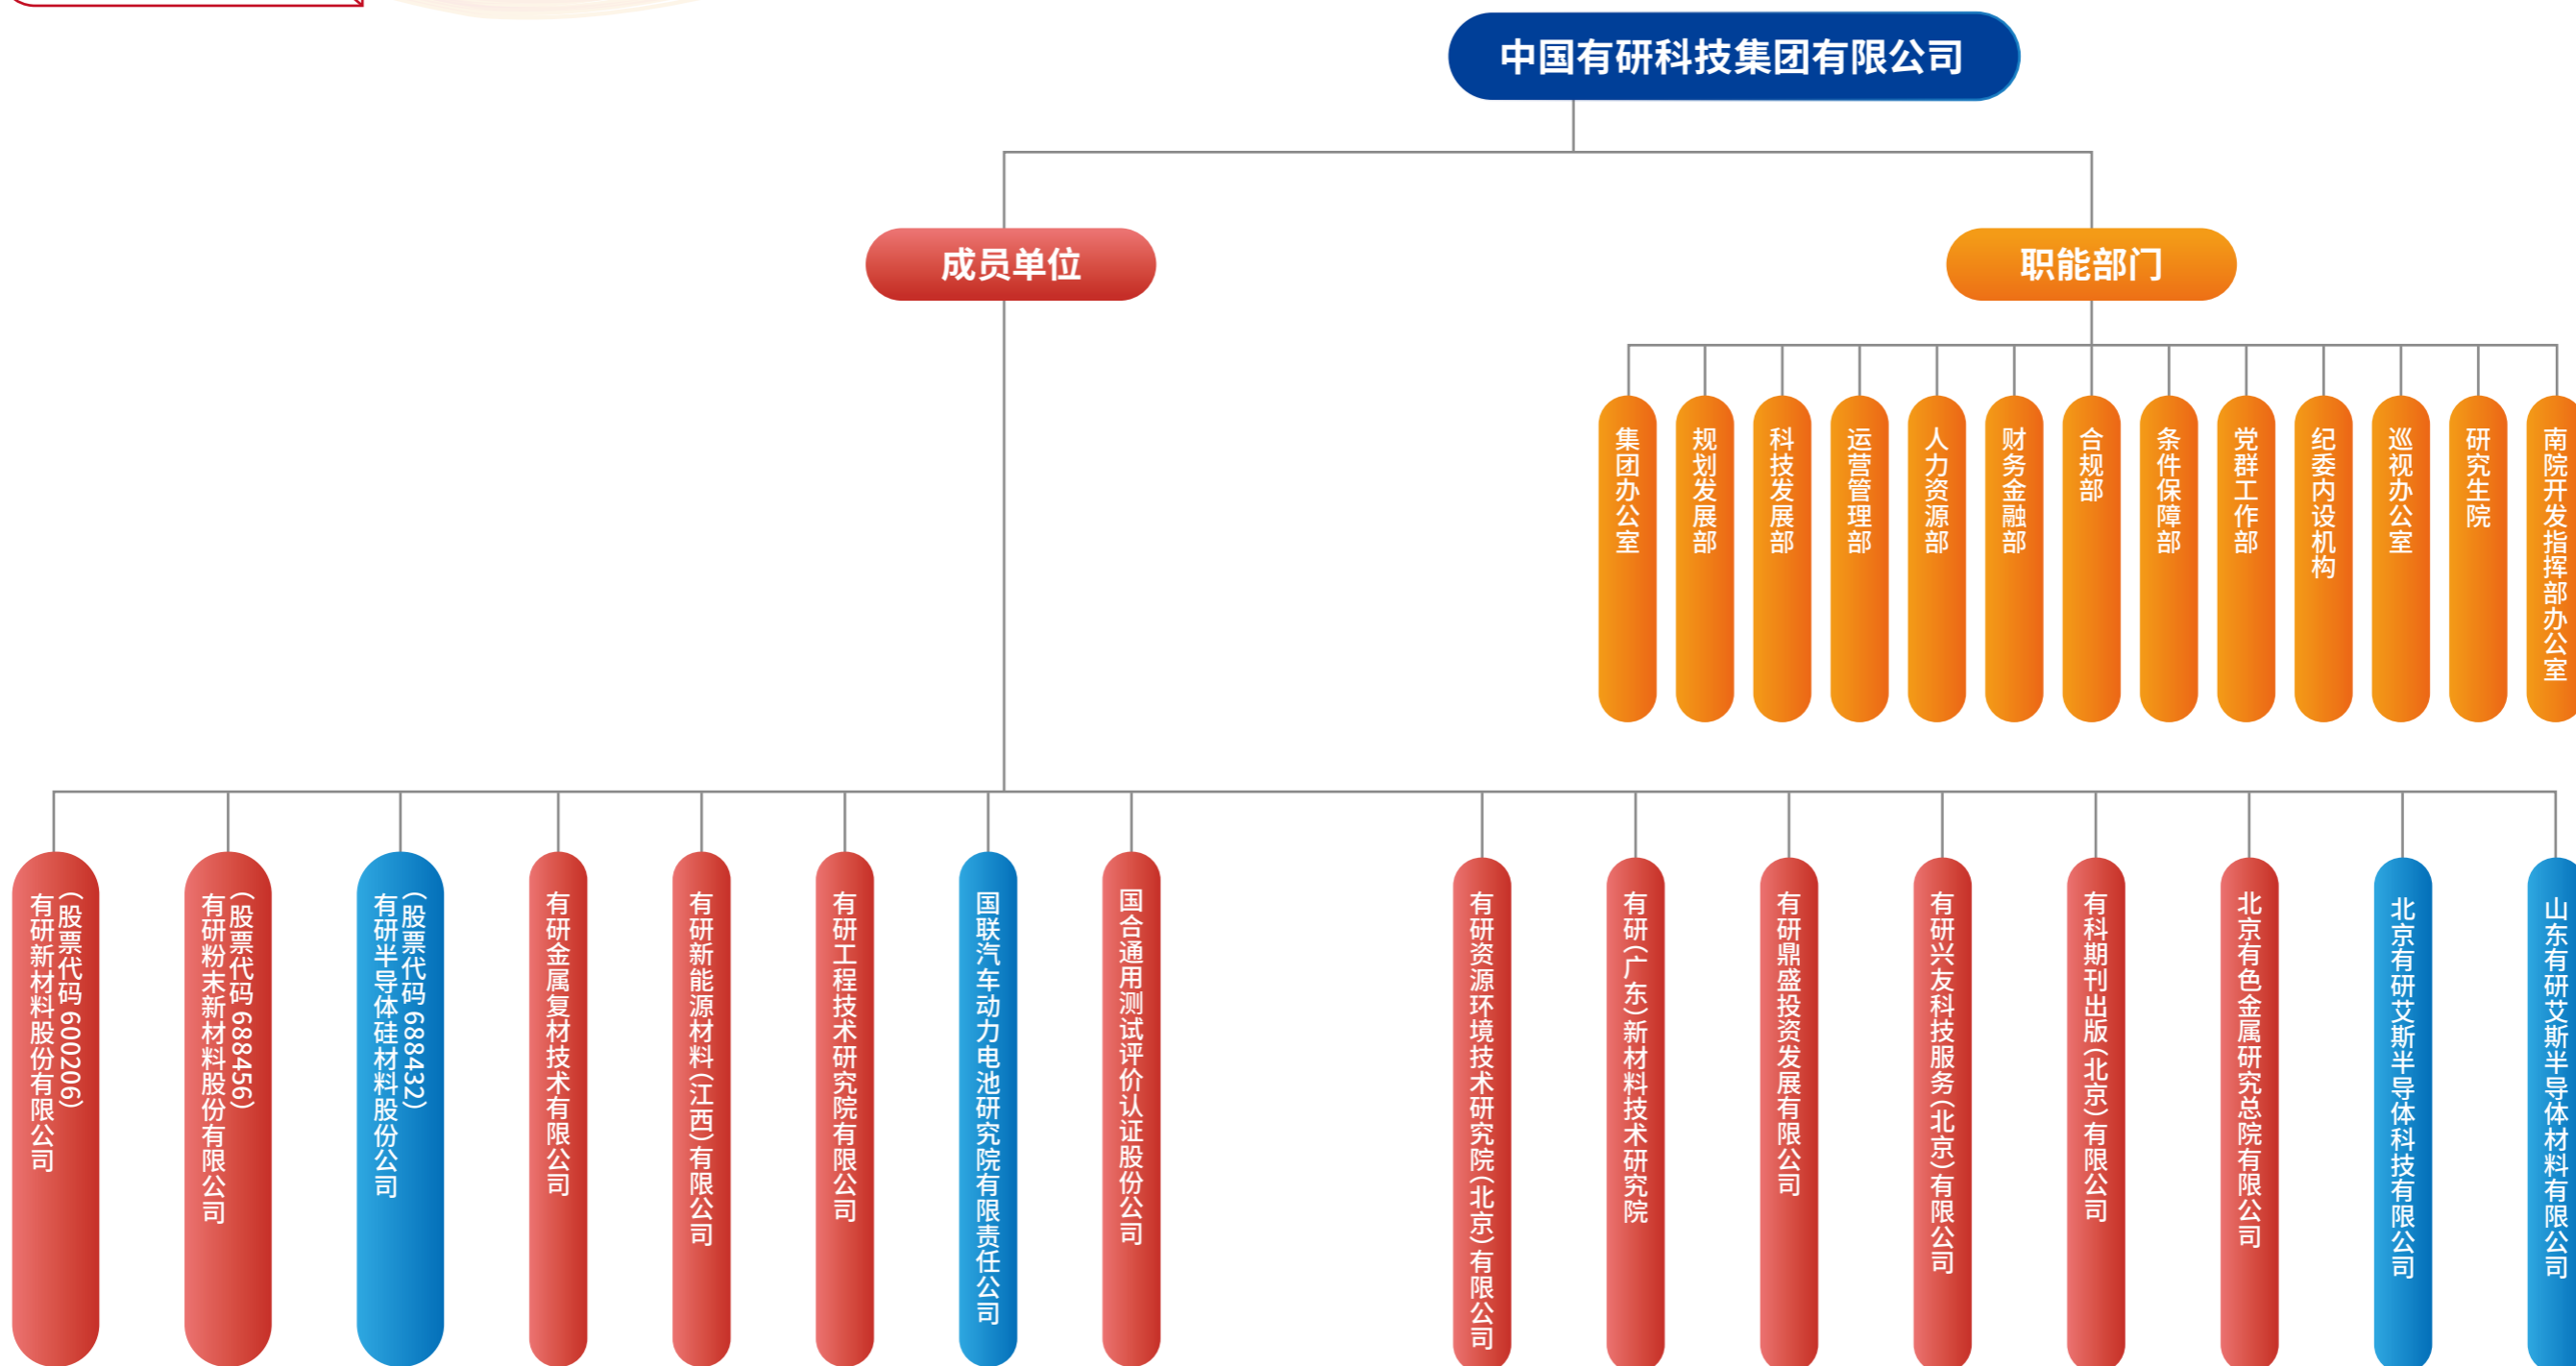 中国有研科技集团有限公司
成员单位
职能部门
集团办公室
规划发展部
科技发展部
运营管理部
人力资源部
财务金融部
合规部
条件保障部
党群工作部
纪委内设机构
巡视办公室
研究生院
南院开发指挥部办公室
有研新材料股份有限公司
（股票代码 600206）
有研粉末新材料股份有限公司
（股票代码 688456）
有研半导体硅材料股份公司
（股票代码 688432）
有研金属复材技术有限公司
有研新能源材料（江西）有限公司
有研工程技术研究院有限公司
国联汽车动力电池研究院有限责任公司
国合通用测试评价认证股份公司
有研资源环境技术研究院（北京）有限公司
有研（广东）新材料技术研究院
有研鼎盛投资发展有限公司
有研兴友科技服务（北京）有限公司
有科期刊出版（北京）有限公司
北京有色金属研究总院有限公司
北京有研艾斯半导体科技有限公司
山东有研艾斯半导体材料有限公司